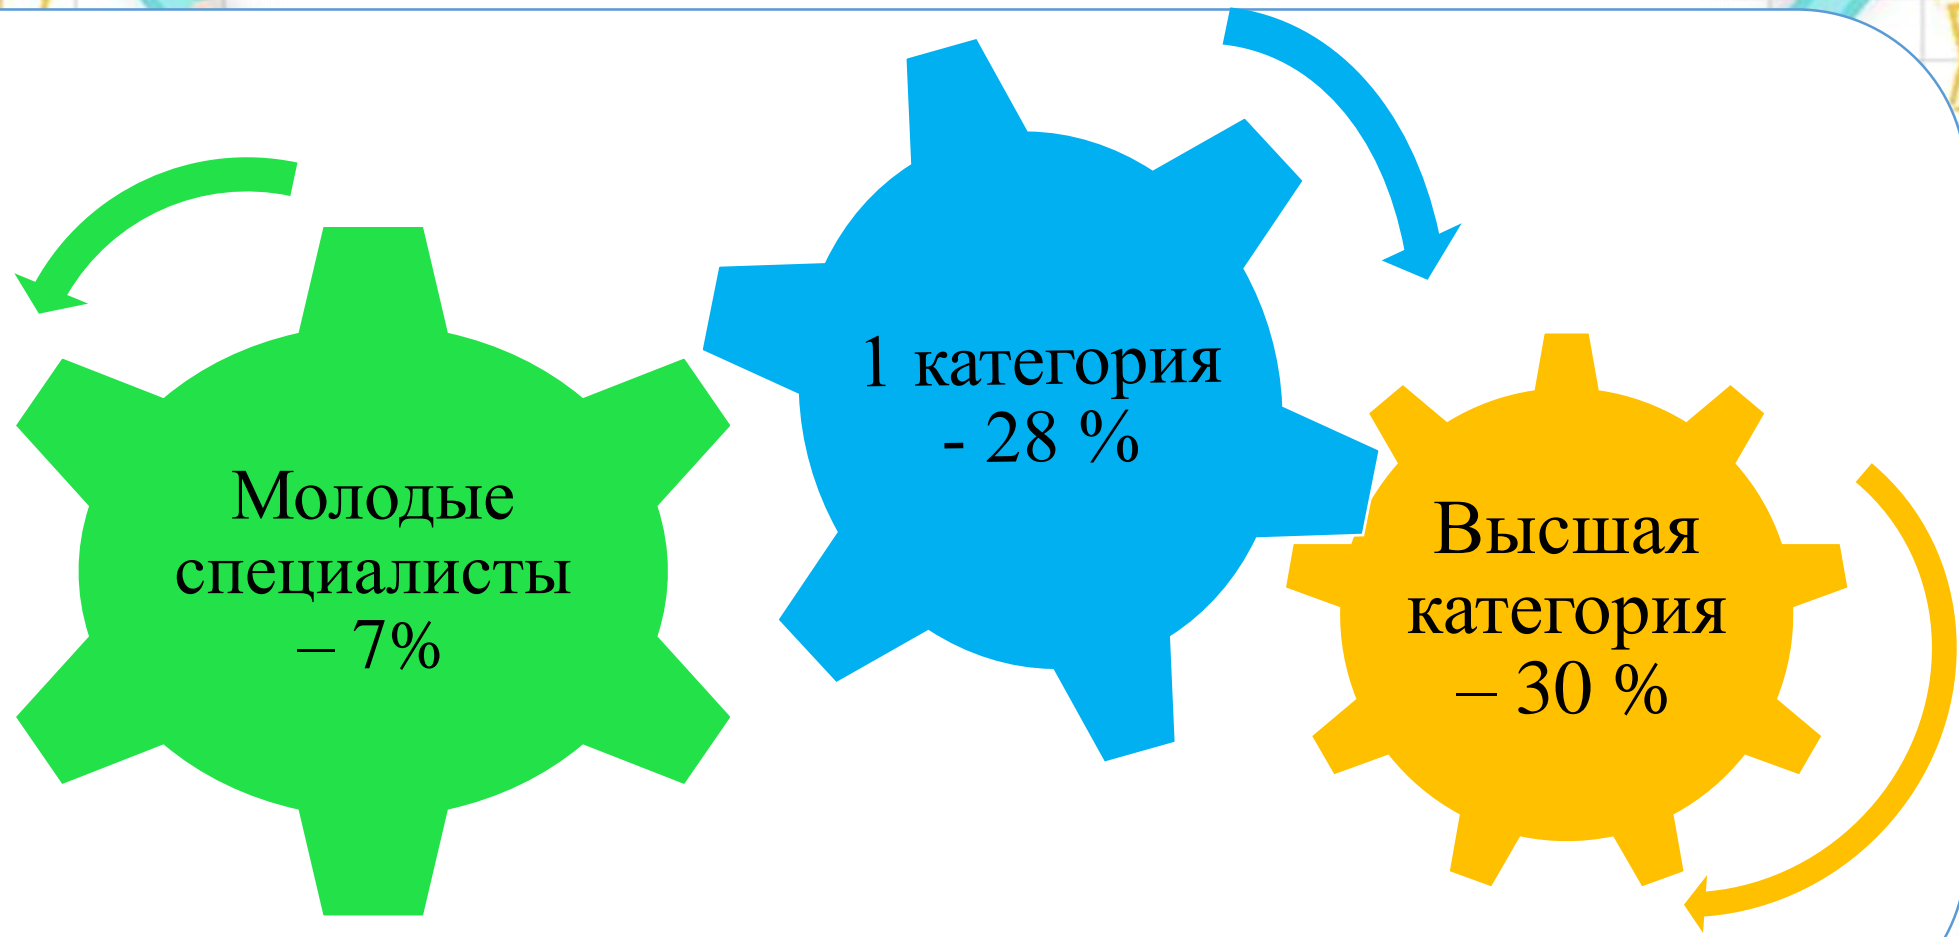 Молодые
специалисты
– 7%
1 категория
- 28 %
Высшая
категория
– 30 %